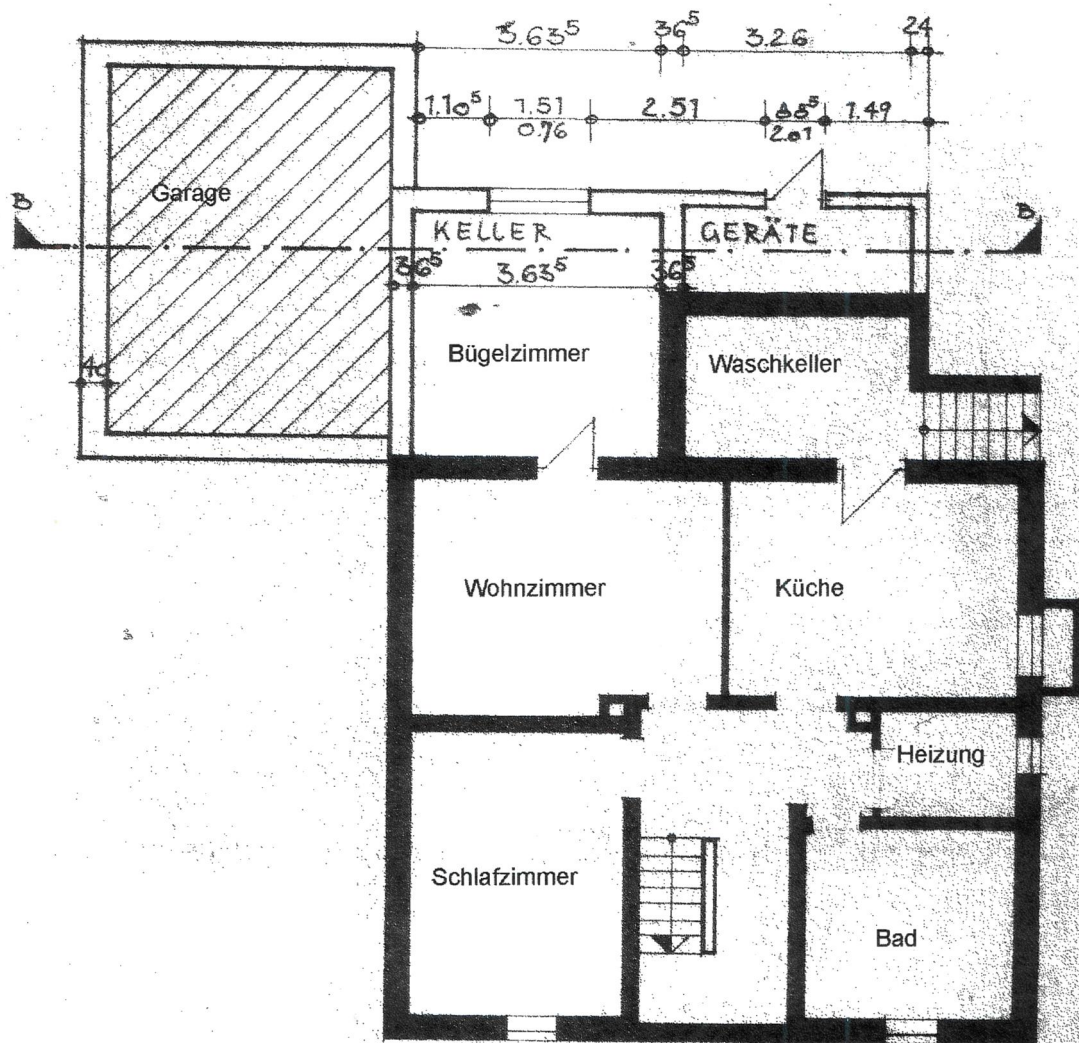 3.63⁵ 36⁵ 3.26 24
1.10⁵ 1.51 2.51 88⁵ 1.49
0.76 2.01
Garage
B B
KELLER GERÄTE
36⁵ 3.63⁵ 36⁵
Bügelzimmer
Waschkeller
40
Wohnzimmer
Küche
Heizung
Schlafzimmer
Bad